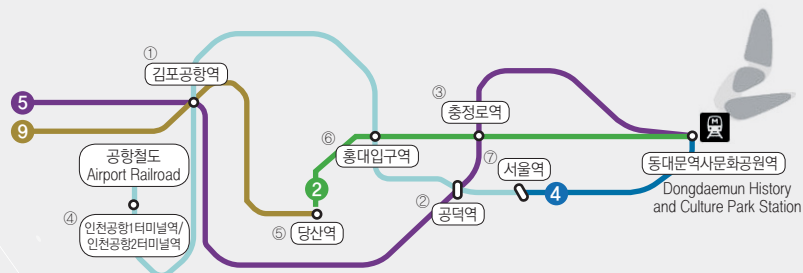 ①
김포공항역
5
9
공항철도
Airport Railroad
④
인천공항1터미널역/
인천공항2터미널역
⑤
당산역
2
⑥
홍대입구역
③
충정로역
⑦
서울역
②
공덕역
4
M
동대문역사문화공원역
Dongdaemun History
and Culture Park Station